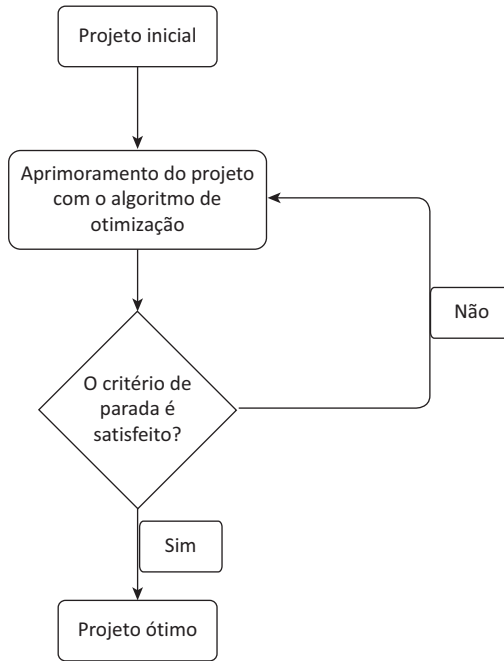 Projeto inicial
Aprimoramento do projeto
com o algoritmo de
otimização
Não
O critério de
parada é
satisfeito?
Sim
Projeto ótimo